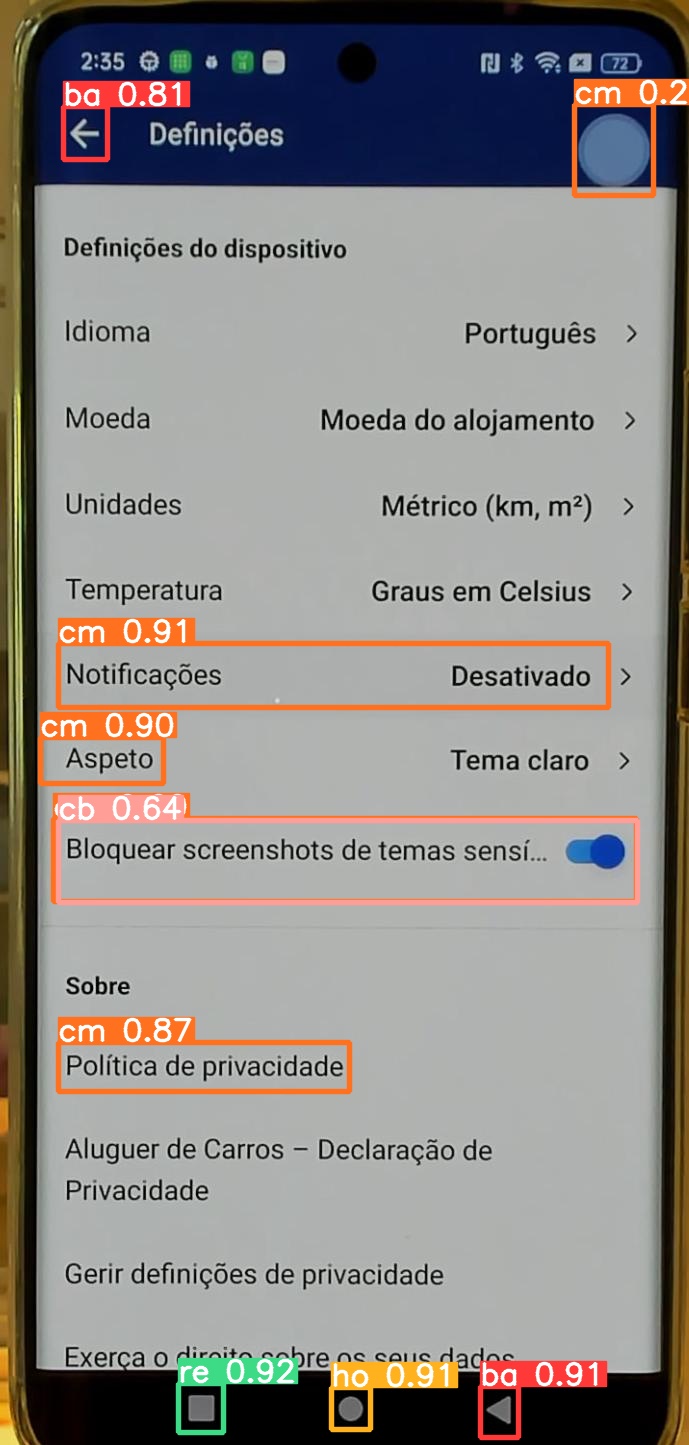 2:35
72
ba 0.81
cm 0.2
Definições
Definições do dispositivo
Idioma Português
Moeda Moeda do alojamento
Unidades Métrico (km, m²)
Temperatura Graus em Celsius
cm 0.91
Notificações Desativado
cm 0.90
Aspeto Tema claro
cb 0.64
Bloquear screenshots de temas sensí...
Sobre
cm 0.87
Política de privacidade
Aluguer de Carros – Declaração de
Privacidade
Gerir definições de privacidade
Exerça o direito sobre os seus dados
re 0.92
ho 0.91
ba 0.91